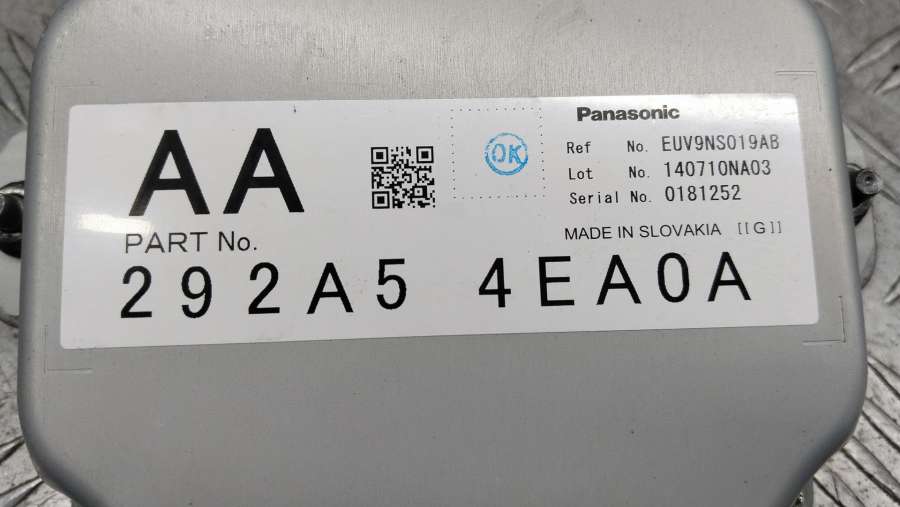 AA
OK
Panasonic
Ref No. EUV9NS019AB
Lot No. 140710NA03
Serial No. 0181252
MADE IN SLOVAKIA [[G]]
PART No.
292A5 4EA0A